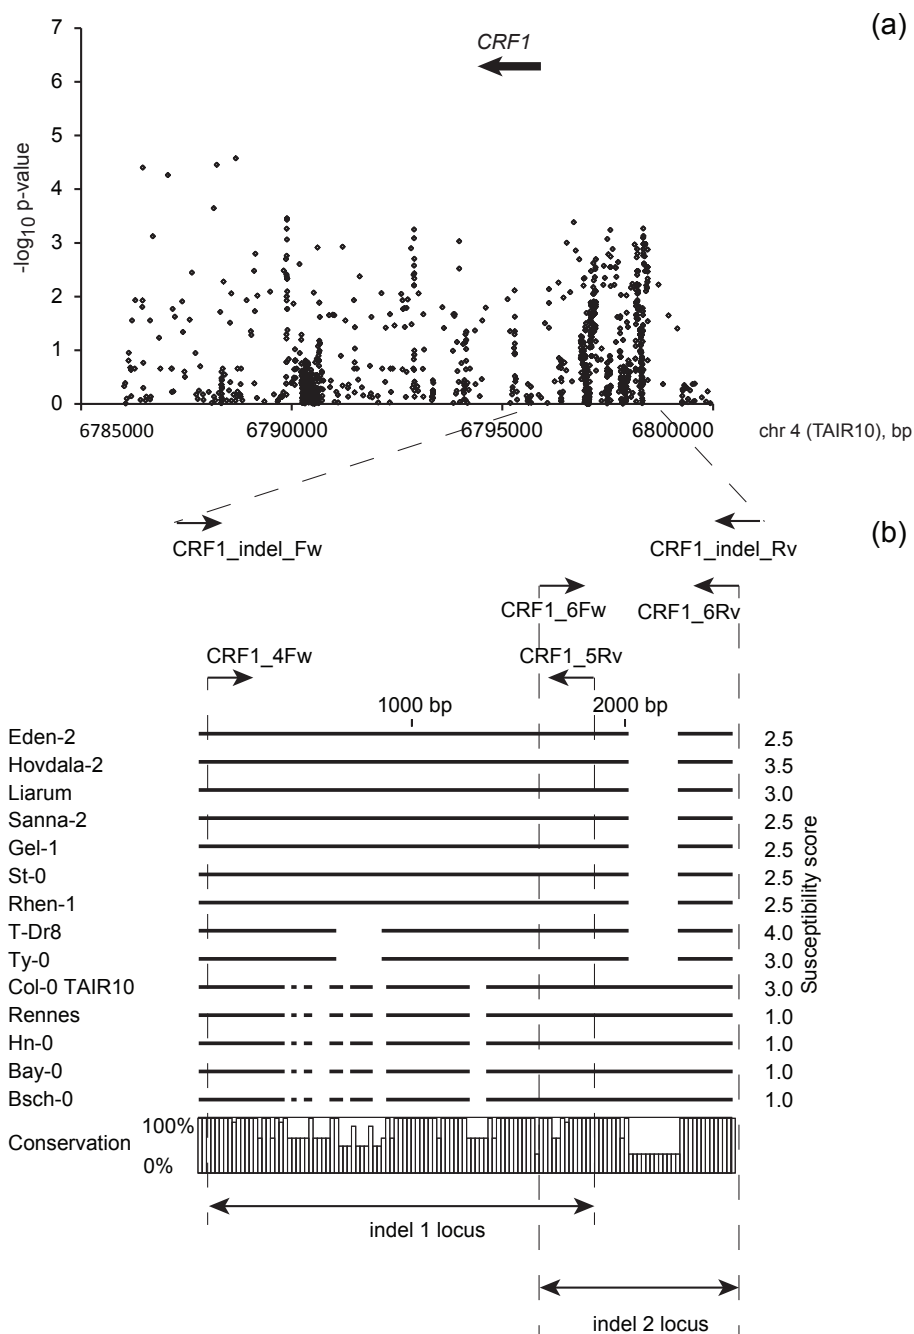 (a)
7
CRF1
6
5
4
3
2
1
0
-log10 p-value
6785000 6790000 6795000 6800000 chr 4 (TAIR10), bp
(b)
CRF1_indel_Fw CRF1_indel_Rv
CRF1_6Fw CRF1_6Rv
CRF1_4Fw CRF1_5Rv
1000 bp 2000 bp
Eden-2 2.5
Hovdala-2 3.5
Liarum 3.0
Sanna-2 2.5
Gel-1 2.5
St-0 2.5
Rhen-1 2.5
T-Dr8 4.0
Ty-0 3.0
Col-0 TAIR10 3.0
Rennes 1.0
Hn-0 1.0
Bay-0 1.0
Bsch-0 1.0
Susceptibility score
Conservation 100%
0%
indel 1 locus
indel 2 locus